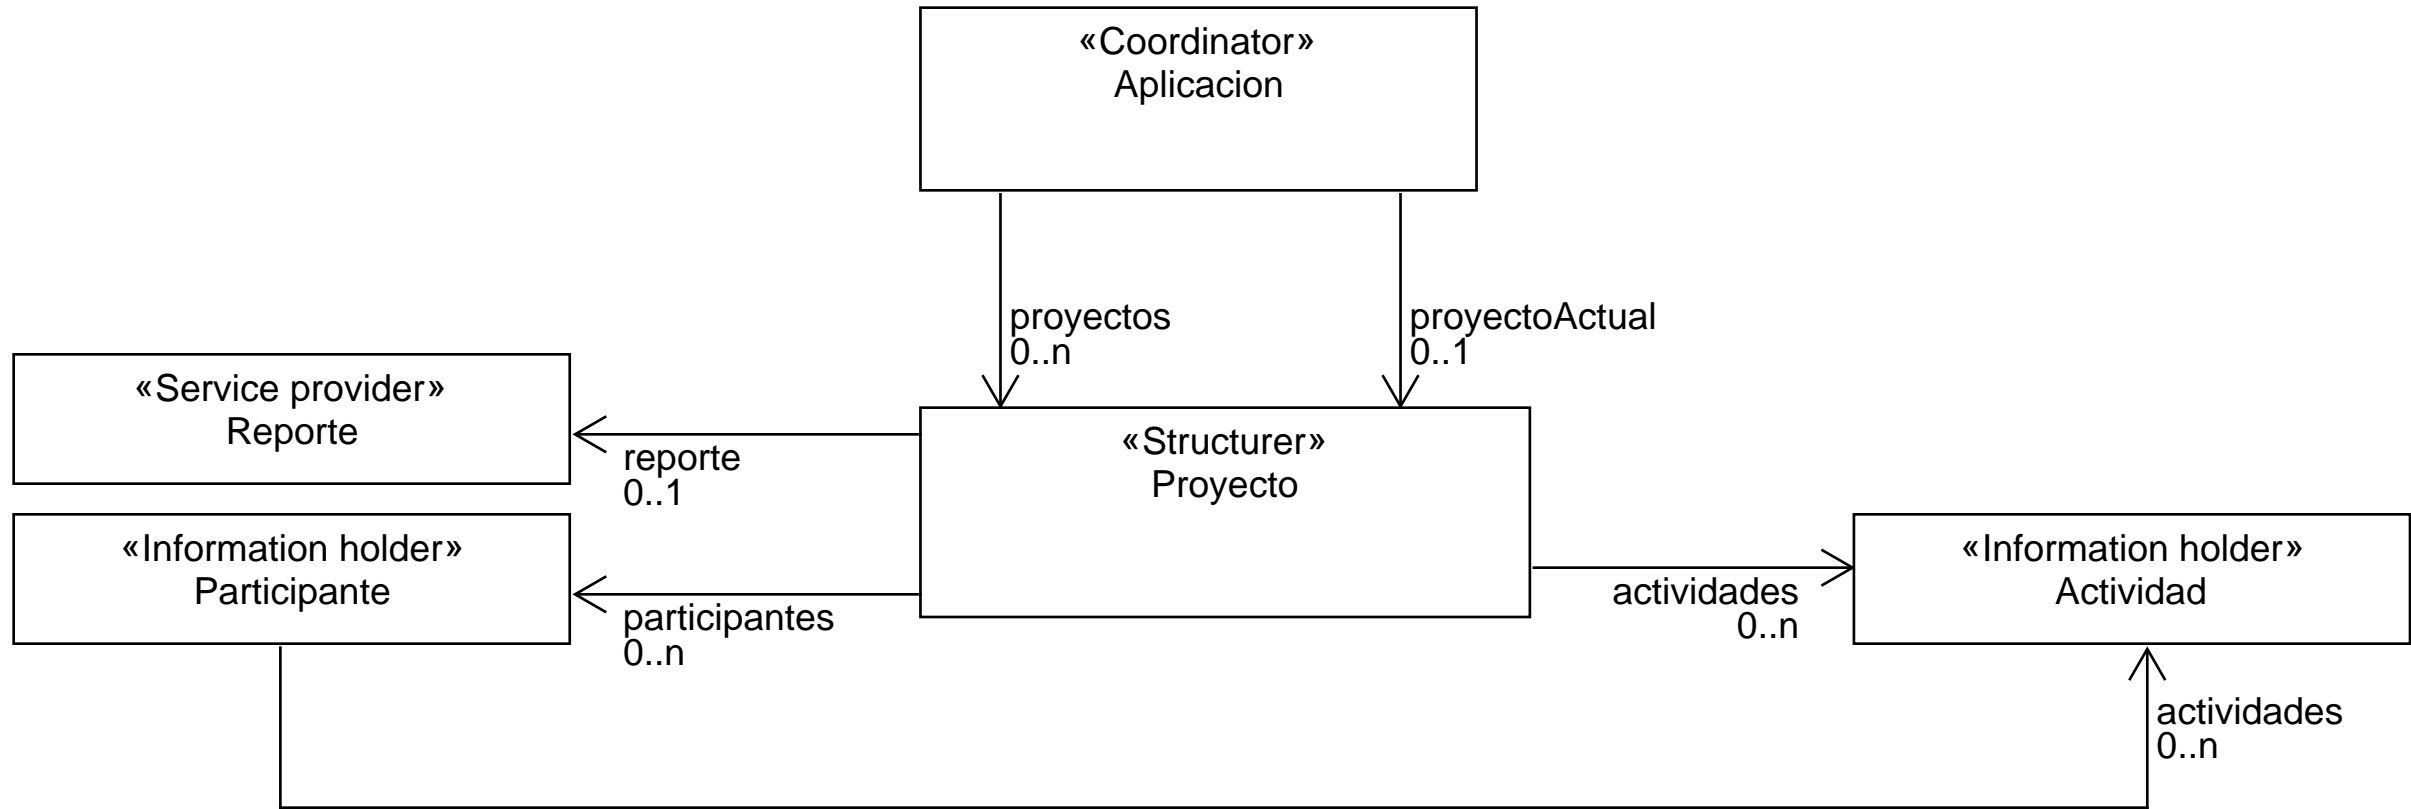 «Coordinator»
Aplicacion
proyectos
0..n
proyectoActual
0..1
«Service provider»
Reporte
reporte
0..1
«Structurer»
Proyecto
«Information holder»
Participante
participantes
0..n
actividades
0..n
«Information holder»
Actividad
actividades
0..n